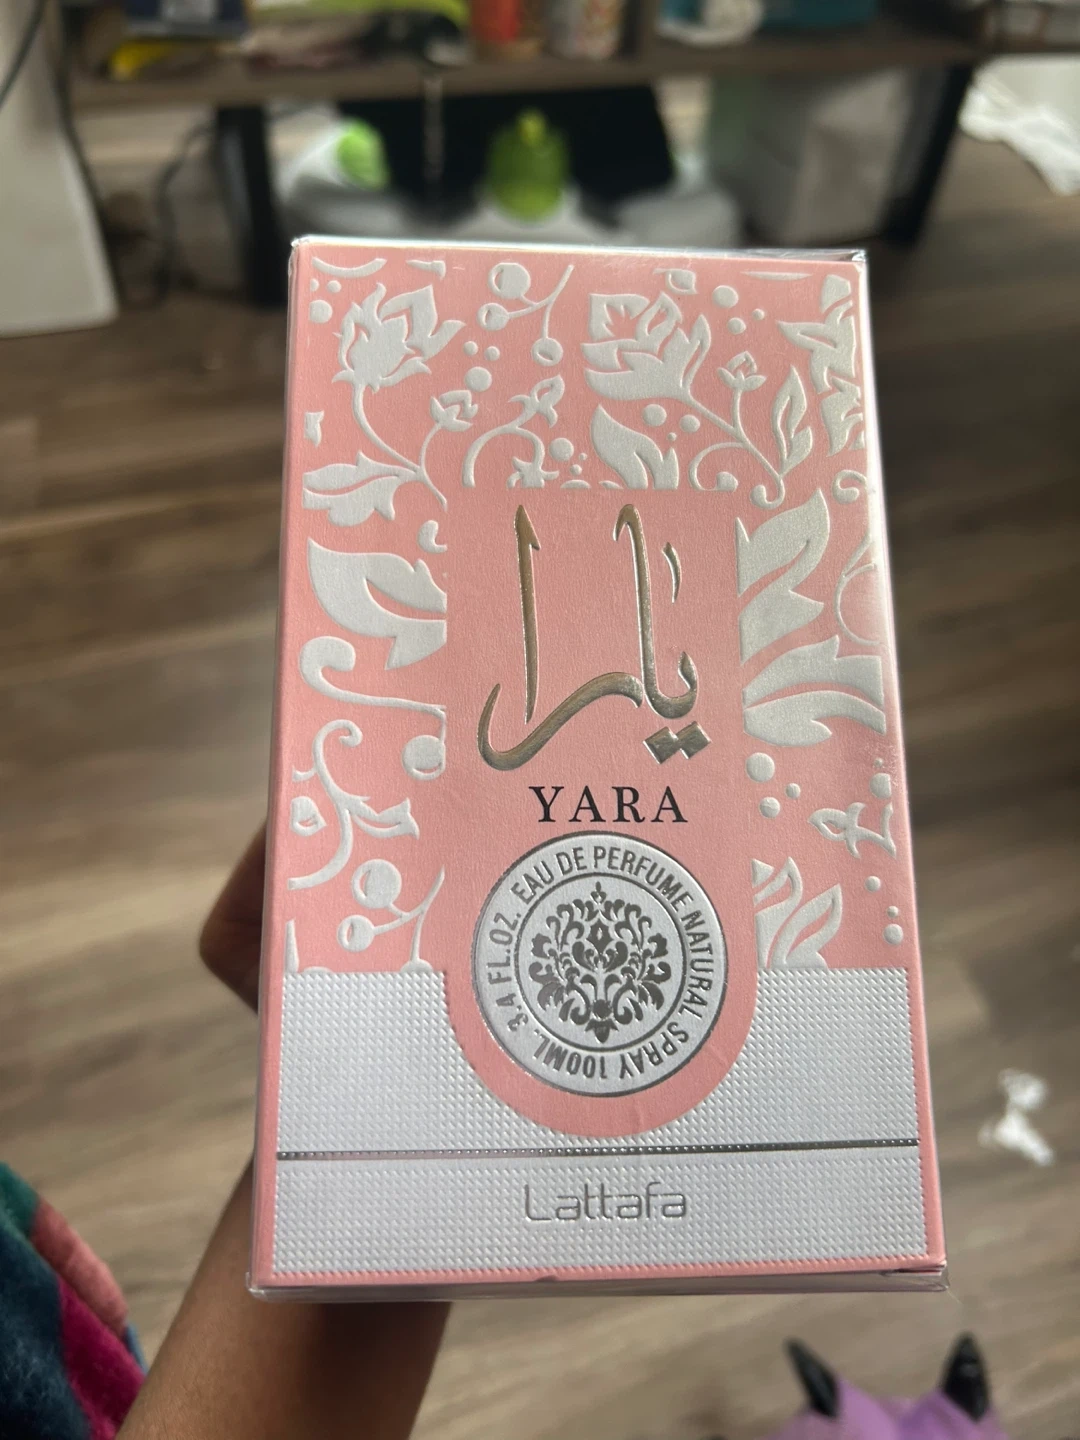 يارا
YARA
EAU DE PERFUME NATURAL SPRAY 100ML. 3.4 FL.OZ.
Lattafa